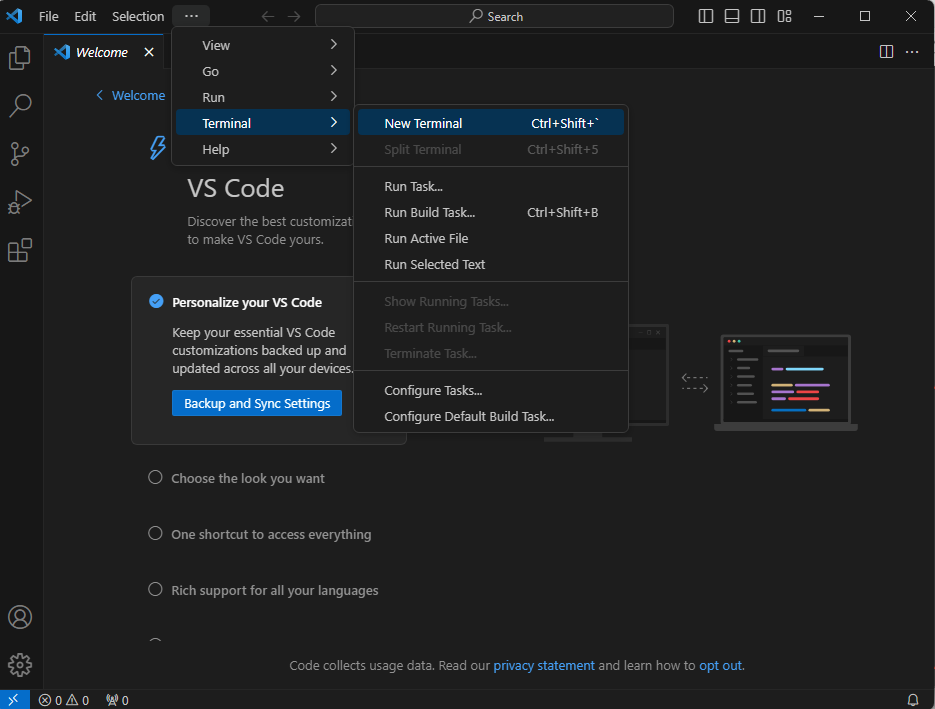 File Edit Selection ··· Search
Welcome
View
Go
Welcome
Run
Terminal
Help
New Terminal Ctrl+Shift+`
Split Terminal Ctrl+Shift+5
Run Task...
Run Build Task... Ctrl+Shift+B
Run Active File
Run Selected Text
Show Running Tasks...
Restart Running Task...
Terminate Task...
Configure Tasks...
Configure Default Build Task...
VS Code
Discover the best customizat
to make VS Code yours.
Personalize your VS Code
Keep your essential VS Code
customizations backed up and
updated across all your devices.
Backup and Sync Settings
Choose the look you want
One shortcut to access everything
Rich support for all your languages
Code collects usage data. Read our privacy statement and learn how to opt out.
0 0 0